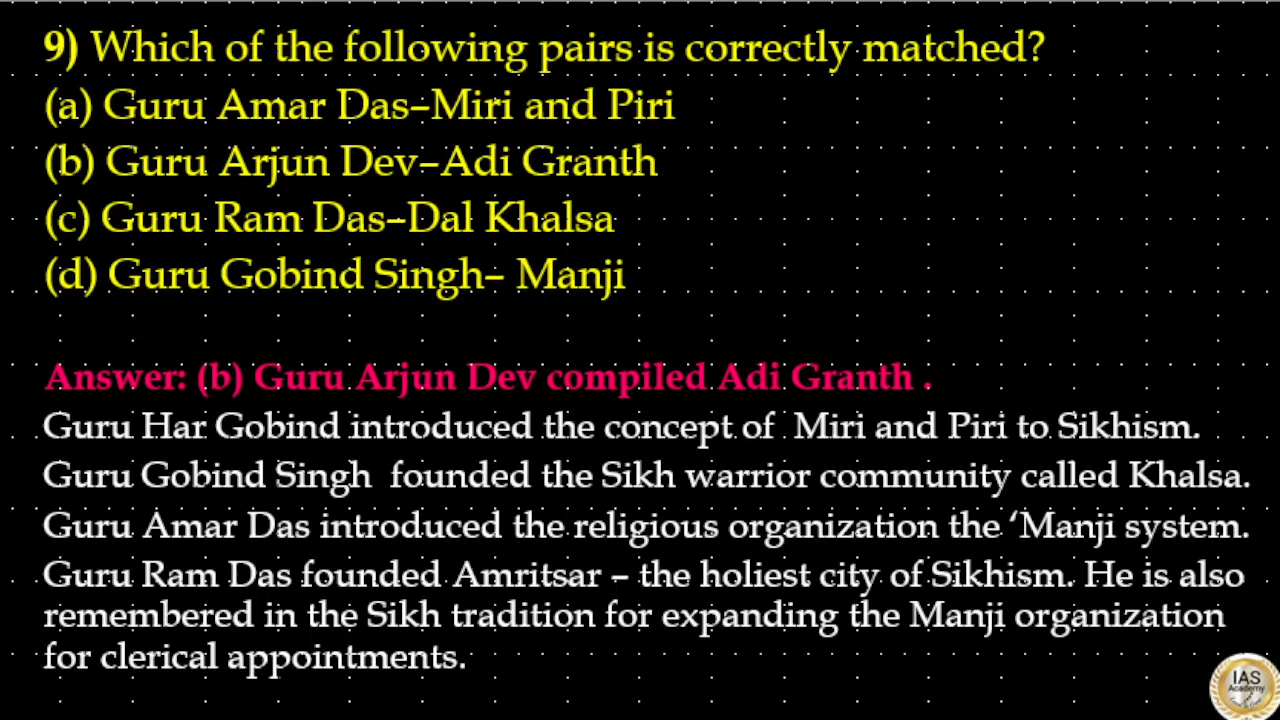 9) Which of the following pairs is correctly matched?
(a) Guru Amar Das–Miri and Piri
(b) Guru Arjun Dev–Adi Granth
(c) Guru Ram Das–Dal Khalsa
(d) Guru Gobind Singh– Manji
Answer: (b) Guru Arjun Dev compiled Adi Granth .
Guru Har Gobind introduced the concept of  Miri and Piri to Sikhism.
Guru Gobind Singh  founded the Sikh warrior community called Khalsa.
Guru Amar Das introduced the religious organization the ‘Manji system.
Guru Ram Das founded Amritsar – the holiest city of Sikhism. He is also
remembered in the Sikh tradition for expanding the Manji organization
for clerical appointments.
IAS
Academy